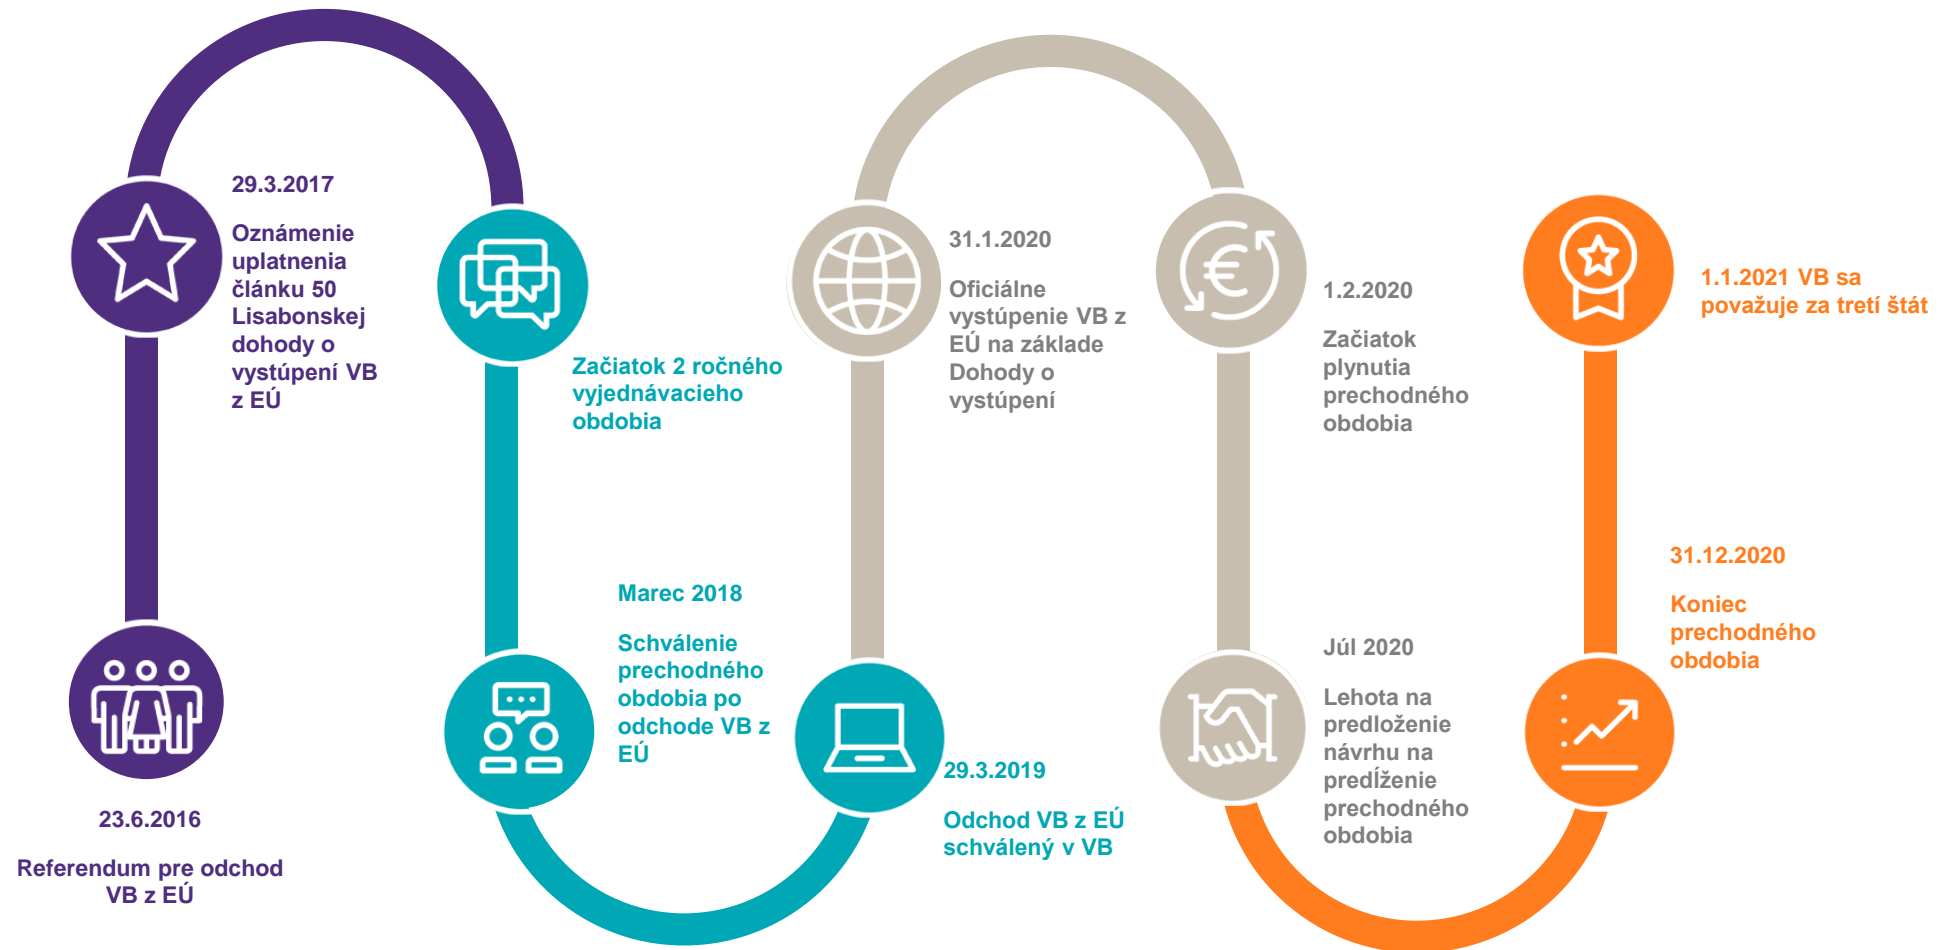 23.6.2016
Referendum pre odchod
VB z EÚ
29.3.2017
Oznámenie
uplatnenia
článku 50
Lisabonskej
dohody o
vystúpení VB
z EÚ
Začiatok 2 ročného
vyjednávacieho
obdobia
Marec 2018
Schválenie
prechodného
obdobia po
odchode VB z
EÚ
29.3.2019
Odchod VB z EÚ
schválený v VB
31.1.2020
Oficiálne
vystúpenie VB z
EÚ na základe
Dohody o
vystúpení
1.2.2020
Začiatok
plynutia
prechodného
obdobia
Júl 2020
Lehota na
predloženie
návrhu na
predĺženie
prechodného
obdobia
31.12.2020
Koniec
prechodného
obdobia
1.1.2021 VB sa
považuje za tretí štát